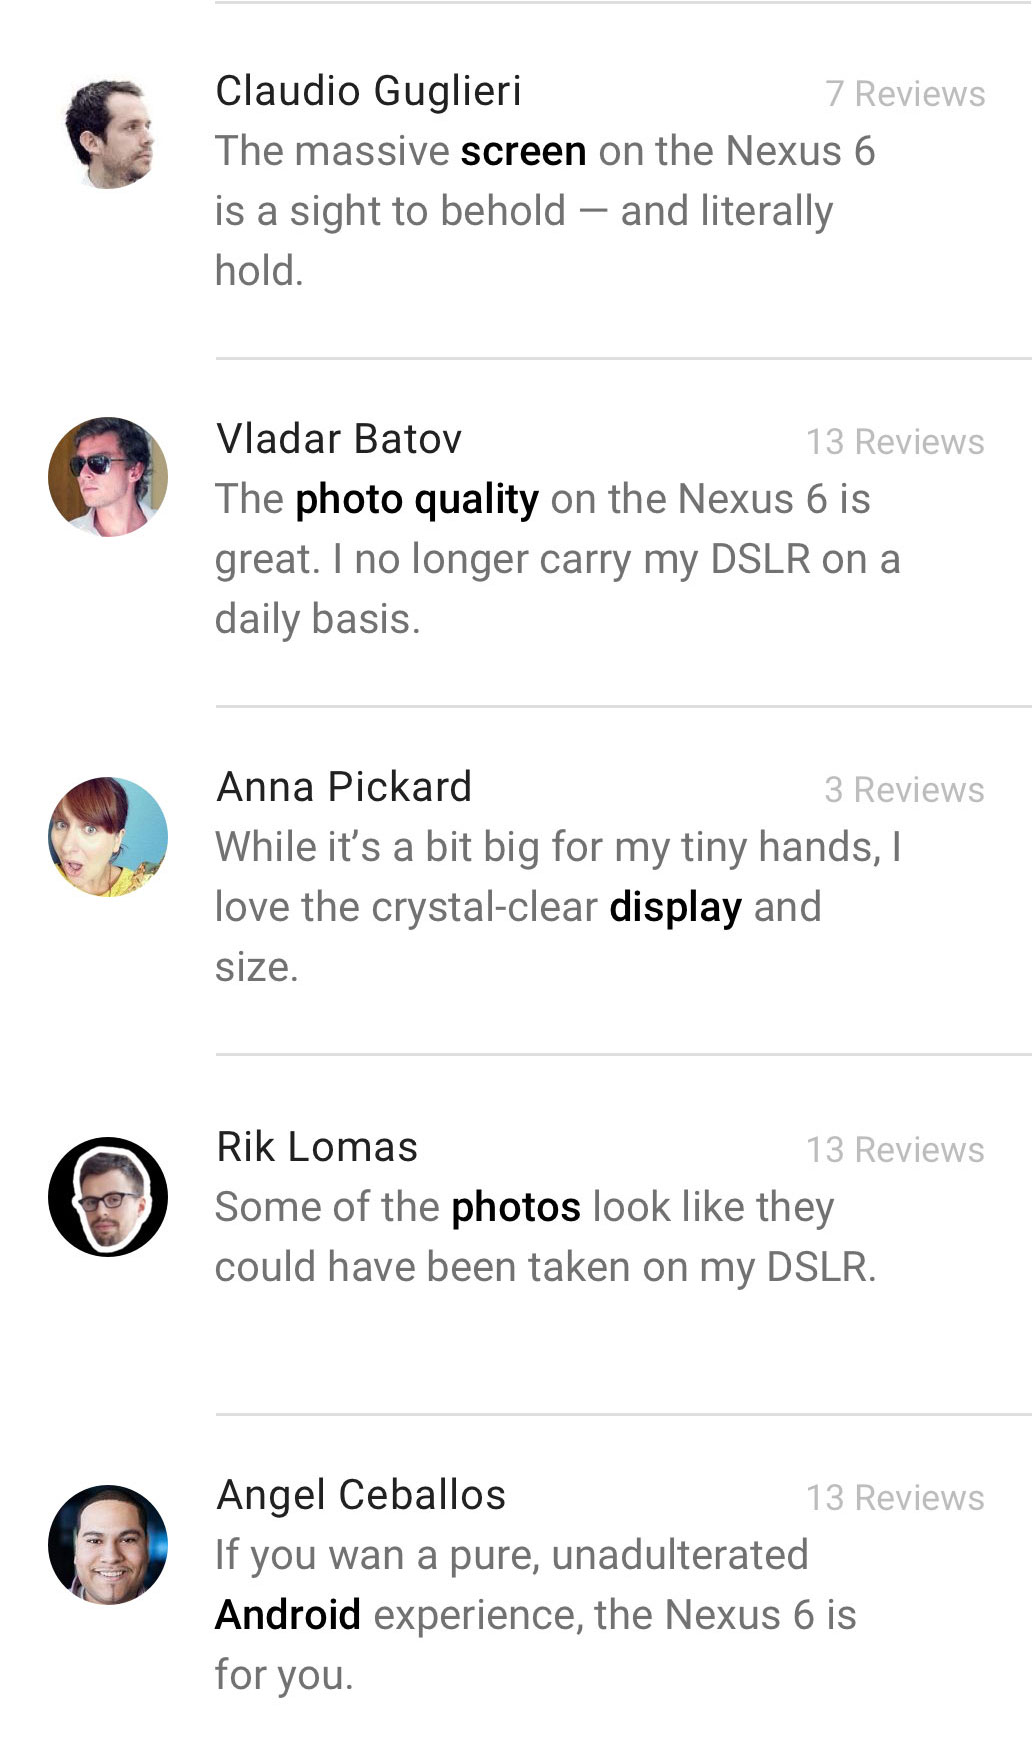 Claudio Guglieri 7 Reviews
The massive screen on the Nexus 6
is a sight to behold — and literally
hold.
Vladar Batov 13 Reviews
The photo quality on the Nexus 6 is
great. I no longer carry my DSLR on a
daily basis.
Anna Pickard 3 Reviews
While it’s a bit big for my tiny hands, I
love the crystal-clear display and
size.
Rik Lomas 13 Reviews
Some of the photos look like they
could have been taken on my DSLR.
Angel Ceballos 13 Reviews
If you wan a pure, unadulterated
Android experience, the Nexus 6 is
for you.